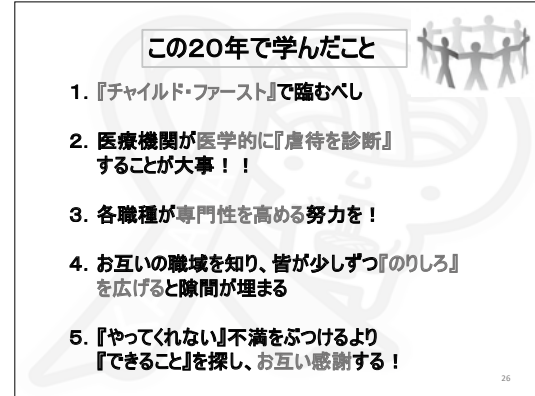 この20年で学んだこと
1. 『チャイルド・ファースト』で臨むべし
2. 医療機関が医学的に『虐待を診断』
することが大事！！
3. 各職種が専門性を高める努力を！
4. お互いの職域を知り、皆が少しずつ『のりしろ』
を広げると隙間が埋まる
5. 『やってくれない』不満をぶつけるより
『できること』を探し、お互い感謝する！
26